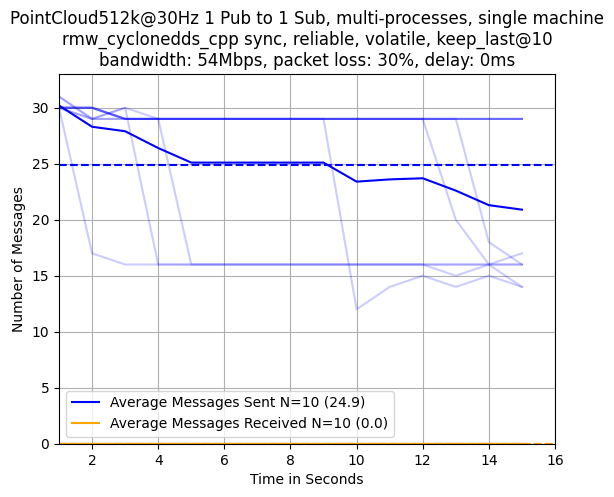 PointCloud512k@30Hz 1 Pub to 1 Sub, multi-processes, single machine
rmw_cyclonedds_cpp sync, reliable, volatile, keep_last@10
bandwidth: 54Mbps, packet loss: 30%, delay: 0ms
Number of Messages
30
25
20
15
10
5
0
Average Messages Sent N=10 (24.9)
Average Messages Received N=10 (0.0)
2 4 6 8 10 12 14 16
Time in Seconds